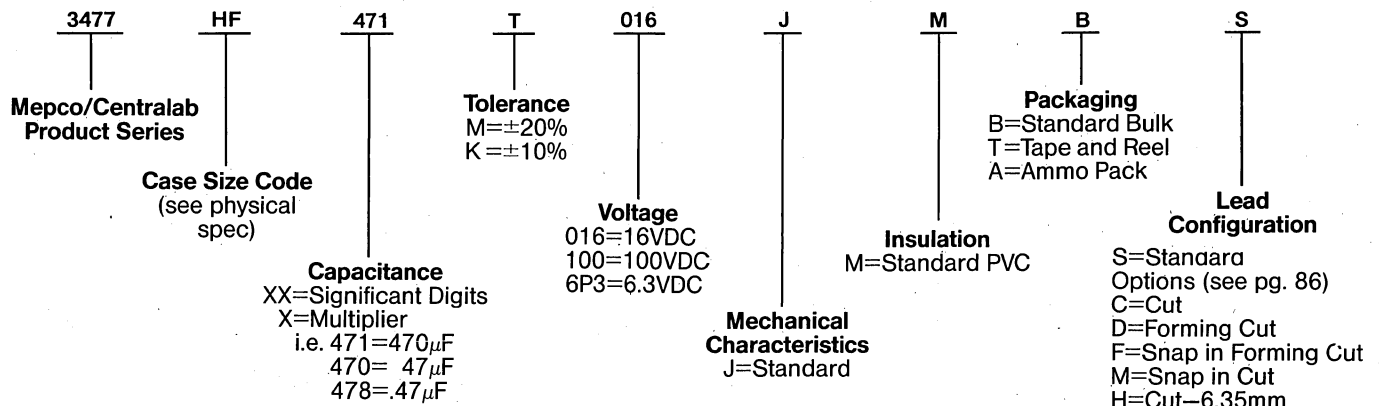 3477 HF 471 T 016 J M B S
Mepco/Centralab
Product Series
Case Size Code
(see physical
spec)
Capacitance
XX=Significant Digits
X=Multiplier
i.e. 471=470µF
470= 47µF
478=.47µF
Tolerance
M=±20%
K=±10%
Voltage
016=16VDC
100=100VDC
6P3=6.3VDC
Mechanical
Characteristics
J=Standard
Insulation
M=Standard PVC
Packaging
B=Standard Bulk
T=Tape and Reel
A=Ammo Pack
Lead
Configuration
S=Standard
Options (see pg. 86)
C=Cut
D=Forming Cut
F=Snap in Forming Cut
M=Snap in Cut
H=Cut–6.35mm